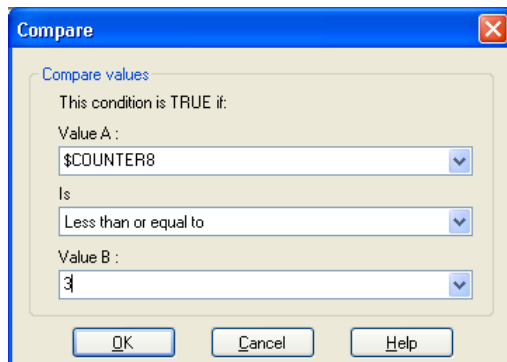 Compare
Compare values
This condition is TRUE if:
Value A :
$COUNTER8
Is
Less than or equal to
Value B :
3
OK Cancel Help